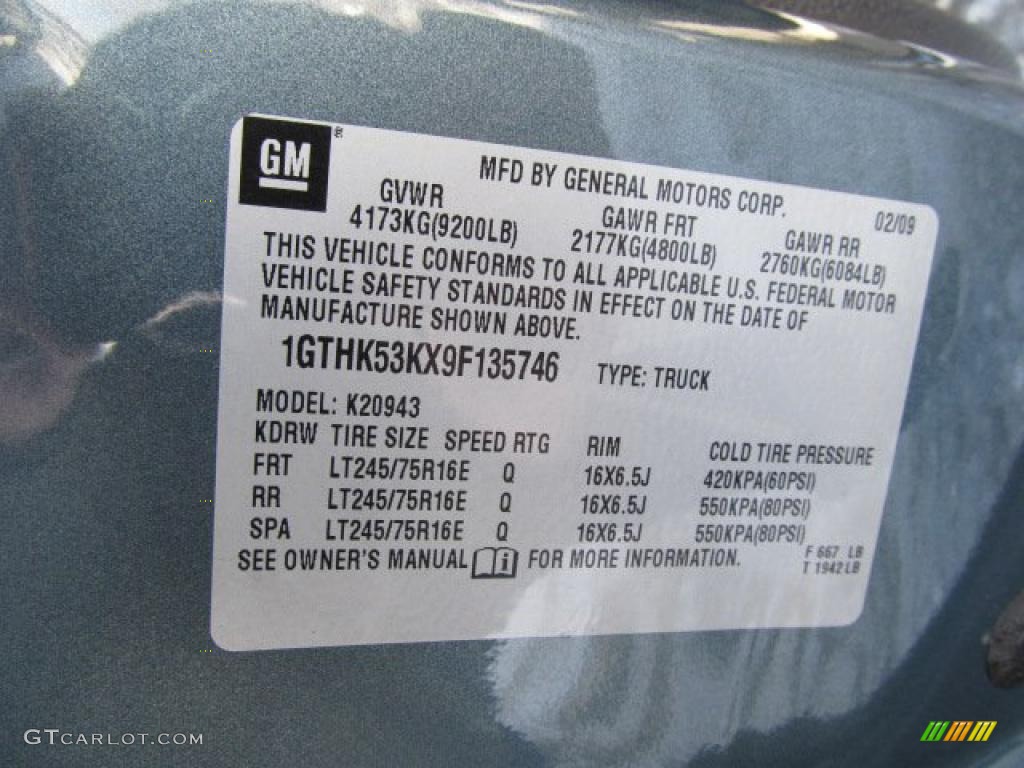 GM
MFD BY GENERAL MOTORS CORP.
02/09
GVWR GAWR FRT GAWR RR
4173KG(9200LB) 2177KG(4800LB) 2760KG(6084LB)
THIS VEHICLE CONFORMS TO ALL APPLICABLE U.S. FEDERAL MOTOR
VEHICLE SAFETY STANDARDS IN EFFECT ON THE DATE OF
MANUFACTURE SHOWN ABOVE.
1GTHK53KX9F135746 TYPE: TRUCK
MODEL: K20943
KDRW TIRE SIZE SPEED RTG RIM COLD TIRE PRESSURE
FRT LT245/75R16E Q 16X6.5J 420KPA(60PSI)
RR LT245/75R16E Q 16X6.5J 550KPA(80PSI)
SPA LT245/75R16E Q 16X6.5J 550KPA(80PSI)
SEE OWNER'S MANUAL i FOR MORE INFORMATION.
F 667 LB
T 1942 LB
GTCARLOT.COM